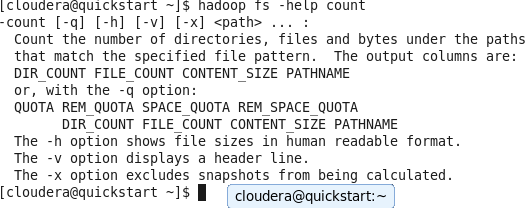 [cloudera@quickstart ~]$ hadoop fs -help count
-count [-q] [-h] [-v] [-x] <path> ... :
  Count the number of directories, files and bytes under the paths
  that match the specified file pattern.  The output columns are:
  DIR_COUNT FILE_COUNT CONTENT_SIZE PATHNAME
  or, with the -q option:
  QUOTA REM_QUOTA SPACE_QUOTA REM_SPACE_QUOTA
        DIR_COUNT FILE_COUNT CONTENT_SIZE PATHNAME
  The -h option shows file sizes in human readable format.
  The -v option displays a header line.
  The -x option excludes snapshots from being calculated.
[cloudera@quickstart ~]$
cloudera@quickstart:~